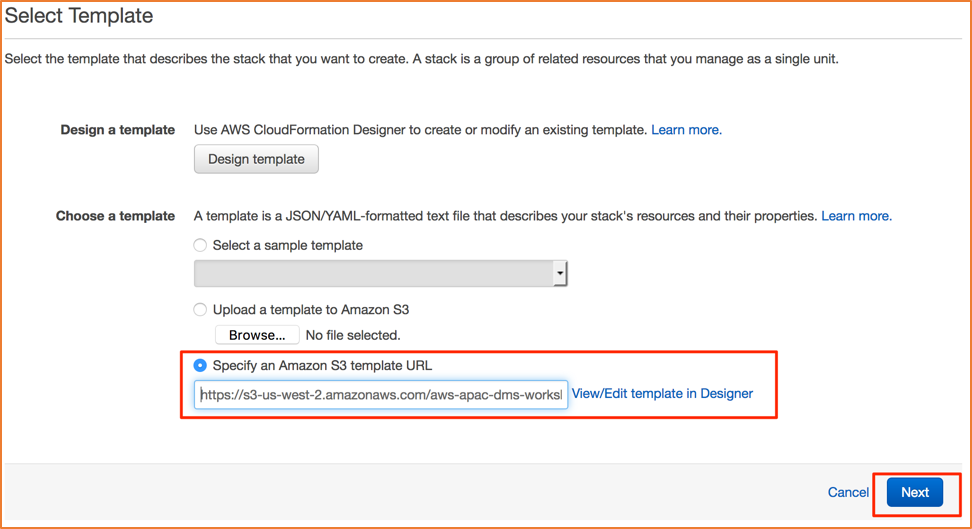 Select Template
Select the template that describes the stack that you want to create. A stack is a group of related resources that you manage as a single unit.
Design a template Use AWS CloudFormation Designer to create or modify an existing template. Learn more.
Design template
Choose a template A template is a JSON/YAML-formatted text file that describes your stack's resources and their properties. Learn more.
Select a sample template
Upload a template to Amazon S3
Browse... No file selected.
Specify an Amazon S3 template URL
https://s3-us-west-2.amazonaws.com/aws-apac-dms-works View/Edit template in Designer
Cancel Next